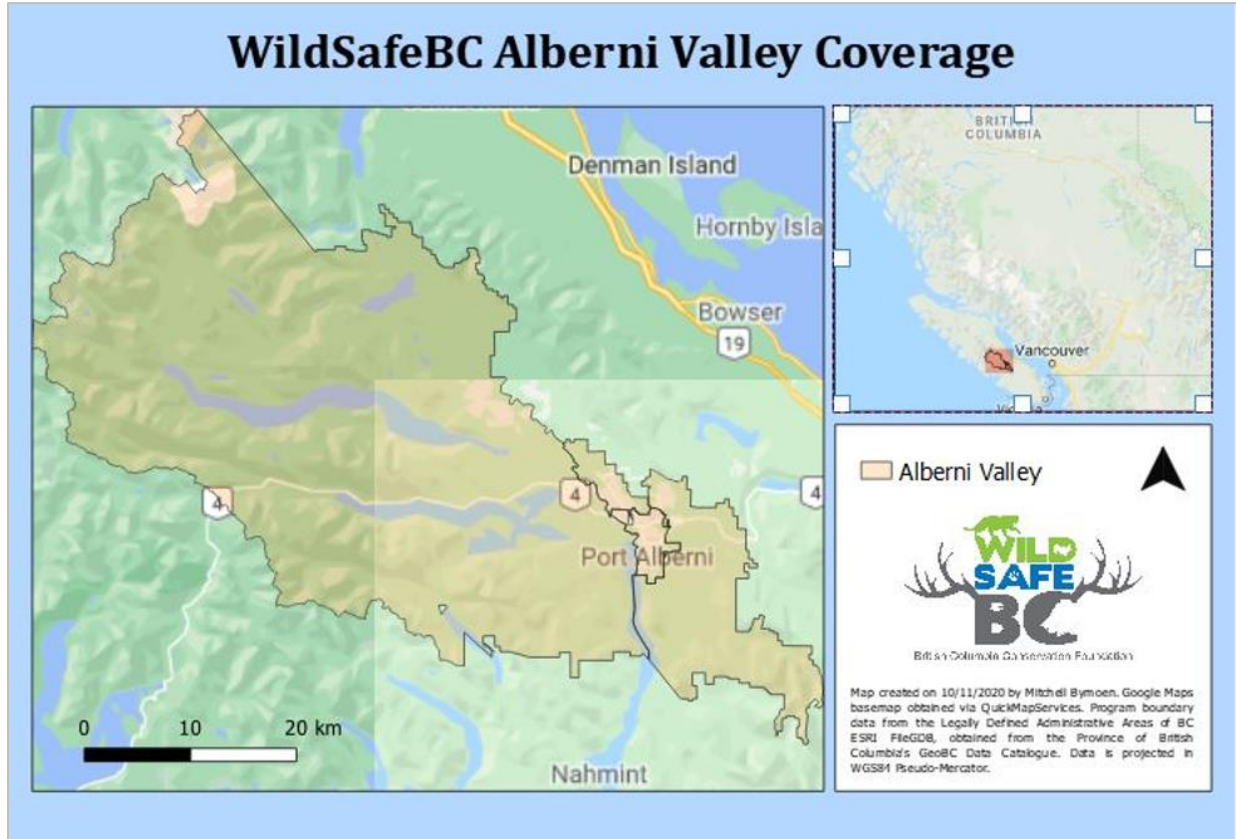 WildSafeBC Alberni Valley Coverage
Denman Island
Hornby Isla
Bowser
19
4
4
4
Port Alberni
Nahmint
0 10 20 km
BRITI
COLUMBIA
Vancouver
Alberni Valley
WILD
SAFE
BC
British Columbia Conservation Foundation
Map created on 10/11/2020 by Mitchell Bymoen. Google Maps
basemap obtained via QuickMapServices. Program boundary
data from the Legally Defined Administrative Areas of BC
ESRI FileGDB, obtained from the Province of British
Columbia's GeoBC Data Catalogue. Data is projected in
WGS84 Pseudo-Mercator.